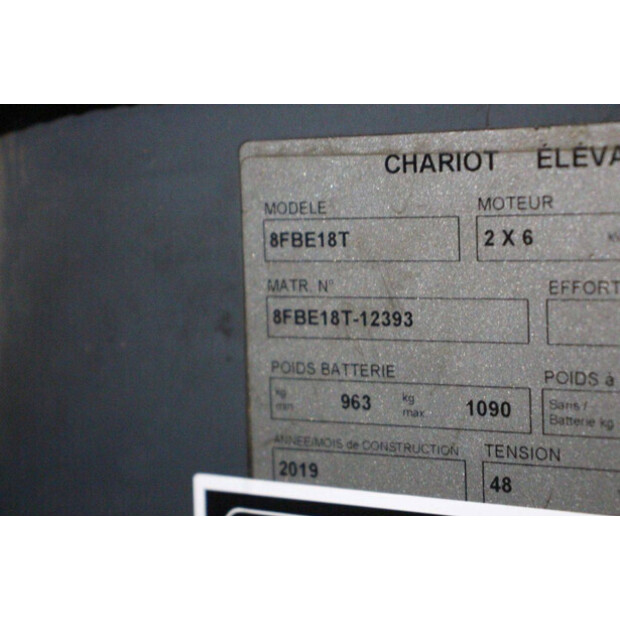 CHARIOT ÉLÉVA
MODELE MOTEUR
8FBE18T 2 X 6
MATR. N° EFFORT
8FBE18T-12393
POIDS BATTERIE POIDS à
kg min 963 kg max 1090 Sans / Batterie kg
ANNEE/MOIS de CONSTRUCTION TENSION
2019 48